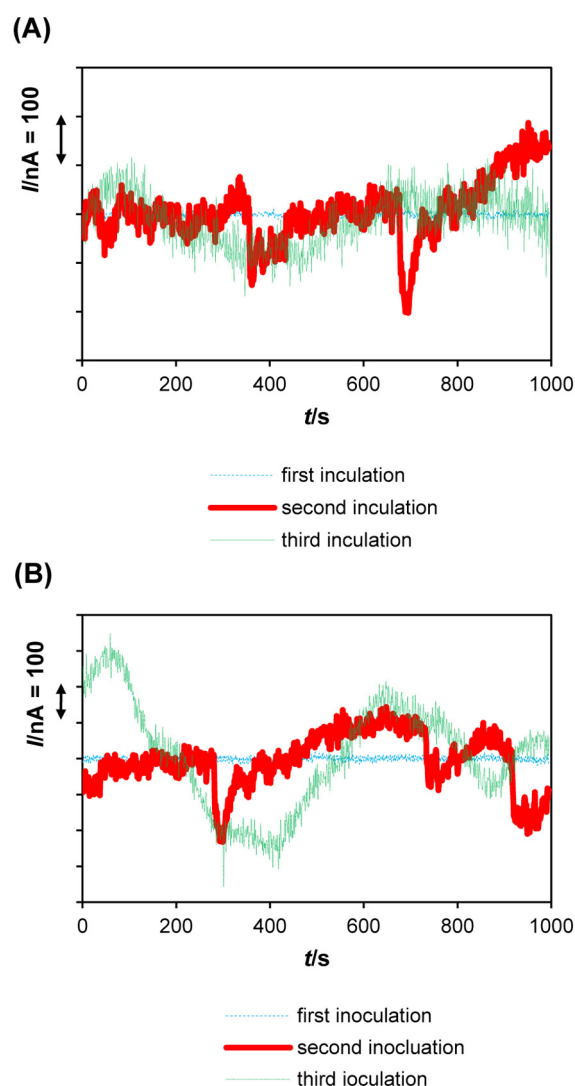 (A)
I/nA = 100
0 200 400 600 800 1000
t/s
first inculation
second inculation
third inculation
(B)
I/nA = 100
0 200 400 600 800 1000
t/s
first inoculation
second inocluation
third ioculation